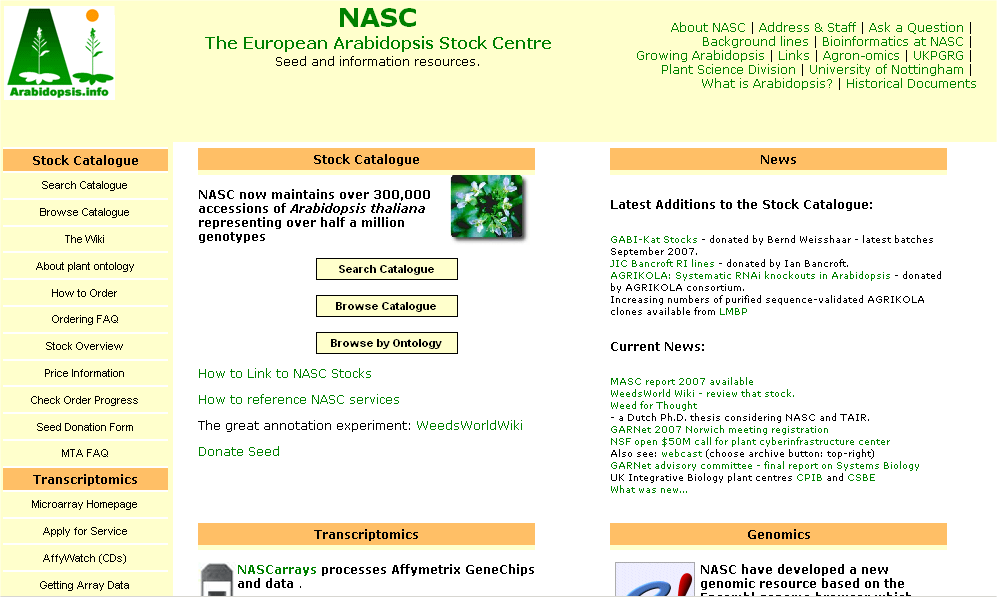 NASC
The European Arabidopsis Stock Centre
Seed and information resources.
Arabidopsis.info
About NASC | Address & Staff | Ask a Question |
Background lines | Bioinformatics at NASC |
Growing Arabidopsis | Links | Agron-omics | UKPGRG |
Plant Science Division | University of Nottingham |
What is Arabidopsis? | Historical Documents
Stock Catalogue
Search Catalogue
Browse Catalogue
The Wiki
About plant ontology
How to Order
Ordering FAQ
Stock Overview
Price Information
Check Order Progress
Seed Donation Form
MTA FAQ
Transcriptomics
Microarray Homepage
Apply for Service
AffyWatch (CDs)
Getting Array Data
Stock Catalogue
NASC now maintains over 300,000
accessions of Arabidopsis thaliana
representing over half a million
genotypes
Search Catalogue
Browse Catalogue
Browse by Ontology
How to Link to NASC Stocks
How to reference NASC services
The great annotation experiment: WeedsWorldWiki
Donate Seed
Transcriptomics
NASCarrays processes Affymetrix GeneChips
and data .
News
Latest Additions to the Stock Catalogue:
GABI-Kat Stocks - donated by Bernd Weisshaar - latest batches
September 2007.
JIC Bancroft RI lines - donated by Ian Bancroft.
AGRIKOLA: Systematic RNAi knockouts in Arabidopsis - donated
by AGRIKOLA consortium.
Increasing numbers of purified sequence-validated AGRIKOLA
clones available from LMBP
Current News:
MASC report 2007 available
WeedsWorld Wiki - review that stock.
Weed for Thought
- a Dutch Ph.D. thesis considering NASC and TAIR.
GARNet 2007 Norwich meeting registration
NSF open $50M call for plant cyberinfrastructure center
Also see: webcast (choose archive button: top-right)
GARNet advisory committee - final report on Systems Biology
UK Integrative Biology plant centres CPIB and CSBE
What was new...
Genomics
NASC have developed a new
genomic resource based on the
Ensembl genome browser which